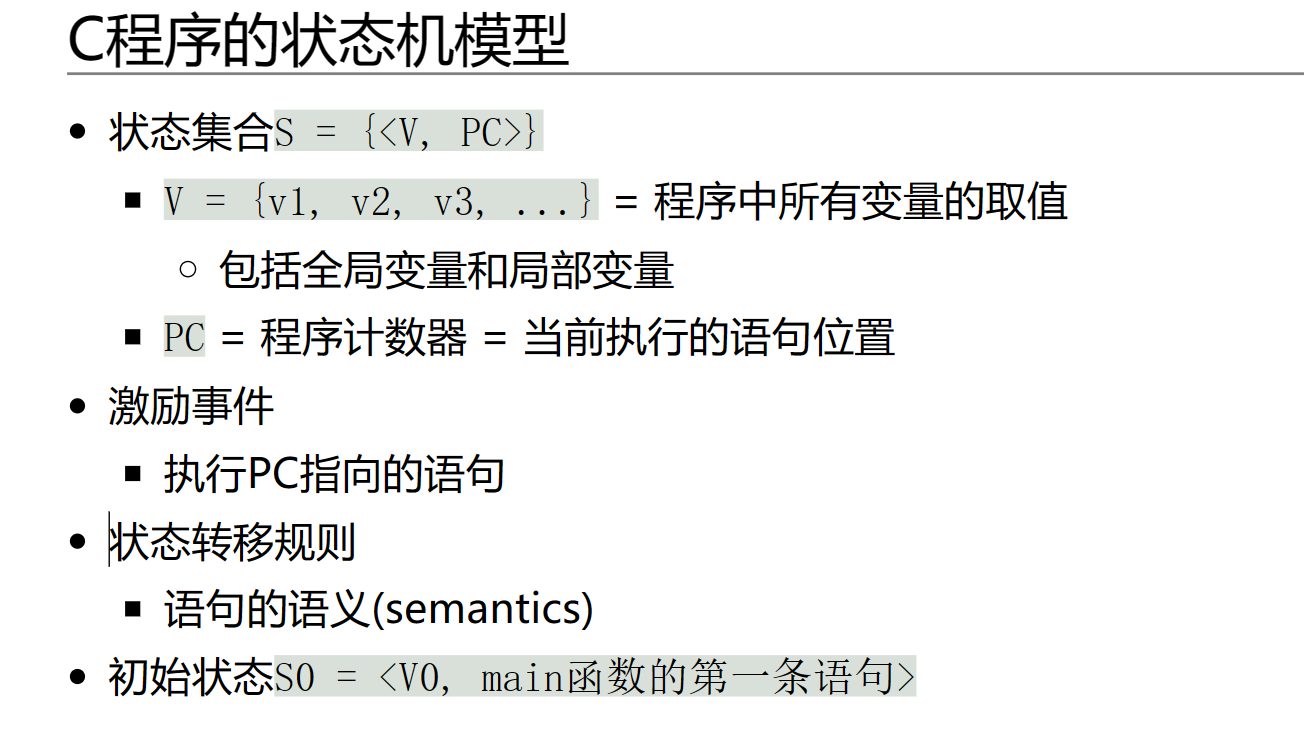 C程序的状态机模型
状态集合S = {<V, PC>}
V = {v1, v2, v3, ...} = 程序中所有变量的取值
包括全局变量和局部变量
PC = 程序计数器 = 当前执行的语句位置
激励事件
执行PC指向的语句
状态转移规则
语句的语义(semantics)
初始状态S0 = <V0, main函数的第一条语句>